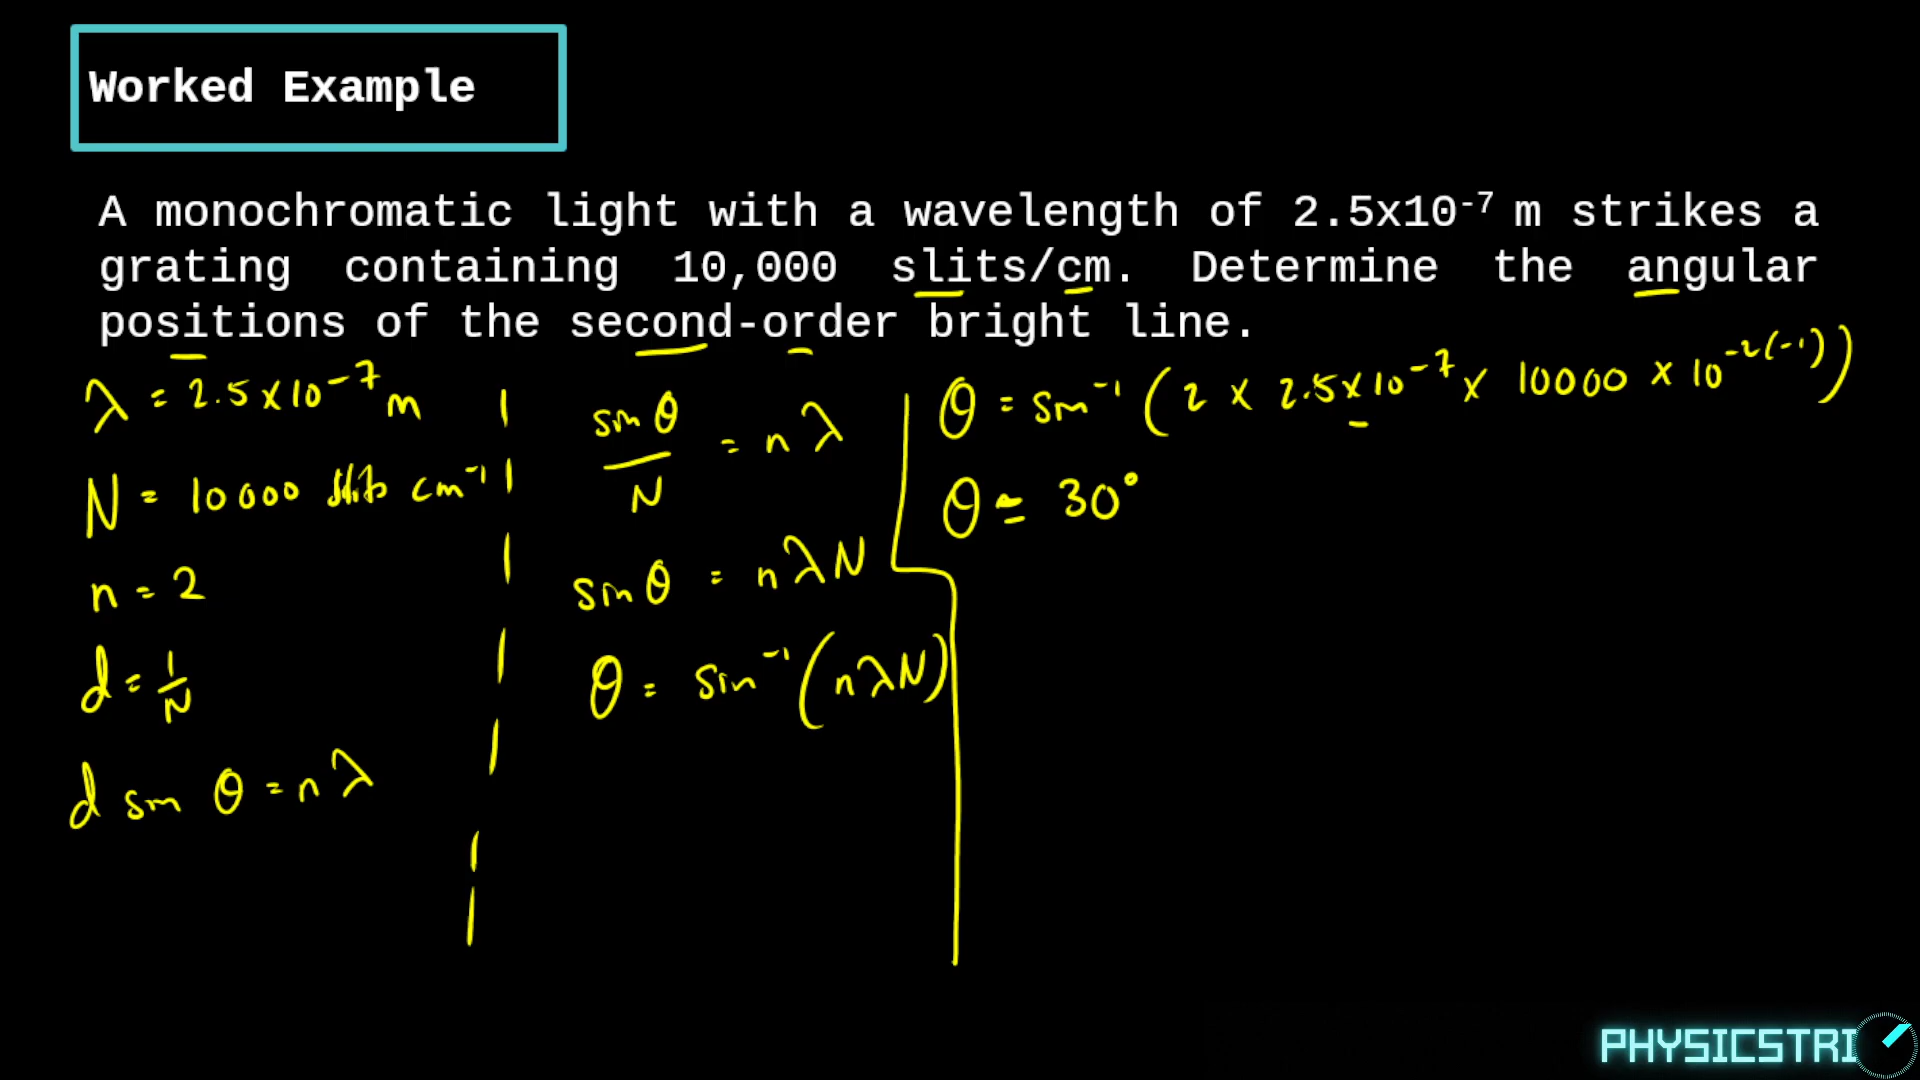 Worked Example
A monochromatic light with a wavelength of 2.5x10⁻⁷ m strikes a
grating containing 10,000 slits/cm. Determine the angular
positions of the second-order bright line.
λ = 2.5 x 10⁻⁷ m
N = 10000 slits cm⁻¹
n = 2
d = 1/N
d sin θ = n λ
sin θ / N = n λ
sin θ = n λ N
θ = sin⁻¹ (n λ N)
θ = sin⁻¹ (2 x 2.5 x 10⁻⁷ x 10000 x 10⁻²⁽⁻¹⁾)
θ ≃ 30°
PHYSICSTRI